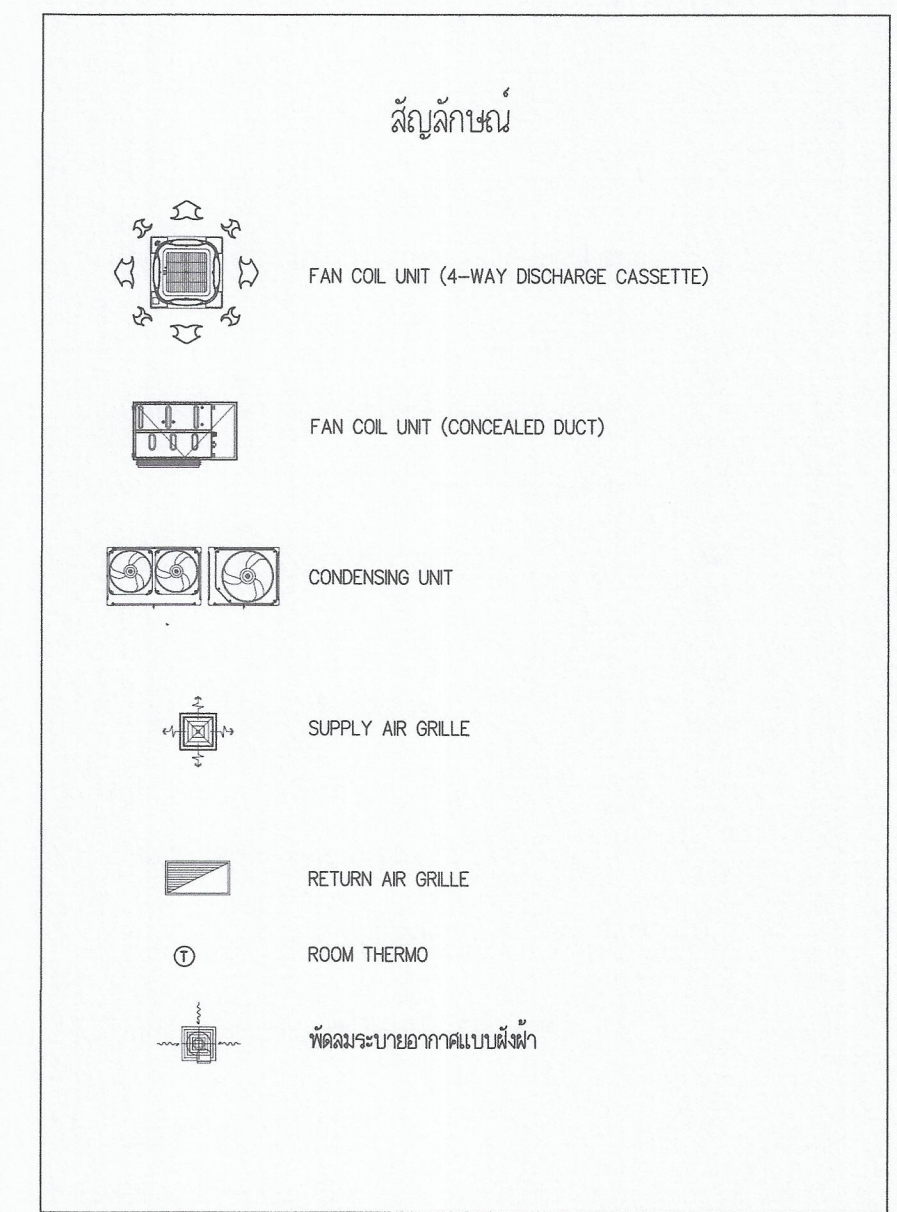 สัญลักษณ์
FAN COIL UNIT (4-WAY DISCHARGE CASSETTE)
FAN COIL UNIT (CONCEALED DUCT)
CONDENSING UNIT
SUPPLY AIR GRILLE
RETURN AIR GRILLE
T
ROOM THERMO
พัดลมระบายอากาศแบบฝังฝ้า